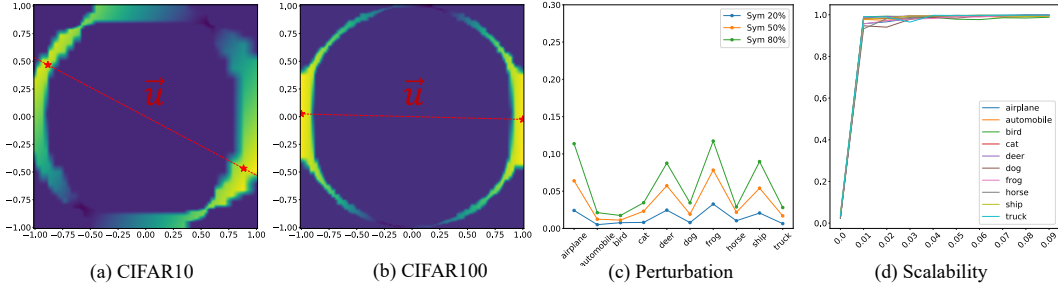 1.00
0.75
0.50
0.25
0.00
−0.25
−0.50
−0.75
−1.00
−1.00 −0.75 −0.50 −0.25 0.00 0.25 0.50 0.75 1.00
u
(a) CIFAR10
1.00
0.75
0.50
0.25
0.00
−0.25
−0.50
−0.75
−1.00
−1.00 −0.75 −0.50 −0.25 0.00 0.25 0.50 0.75 1.00
u
(b) CIFAR100
0.30
0.25
0.20
0.15
0.10
0.05
0.00
Sym 20%
Sym 50%
Sym 80%
airplane automobile bird cat deer dog frog horse ship truck
(c) Perturbation
1.0
0.8
0.6
0.4
0.2
0.0
airplane
automobile
bird
cat
deer
dog
frog
horse
ship
truck
0.0 0.01 0.02 0.03 0.04 0.05 0.06 0.07 0.08 0.09
(d) Scalability